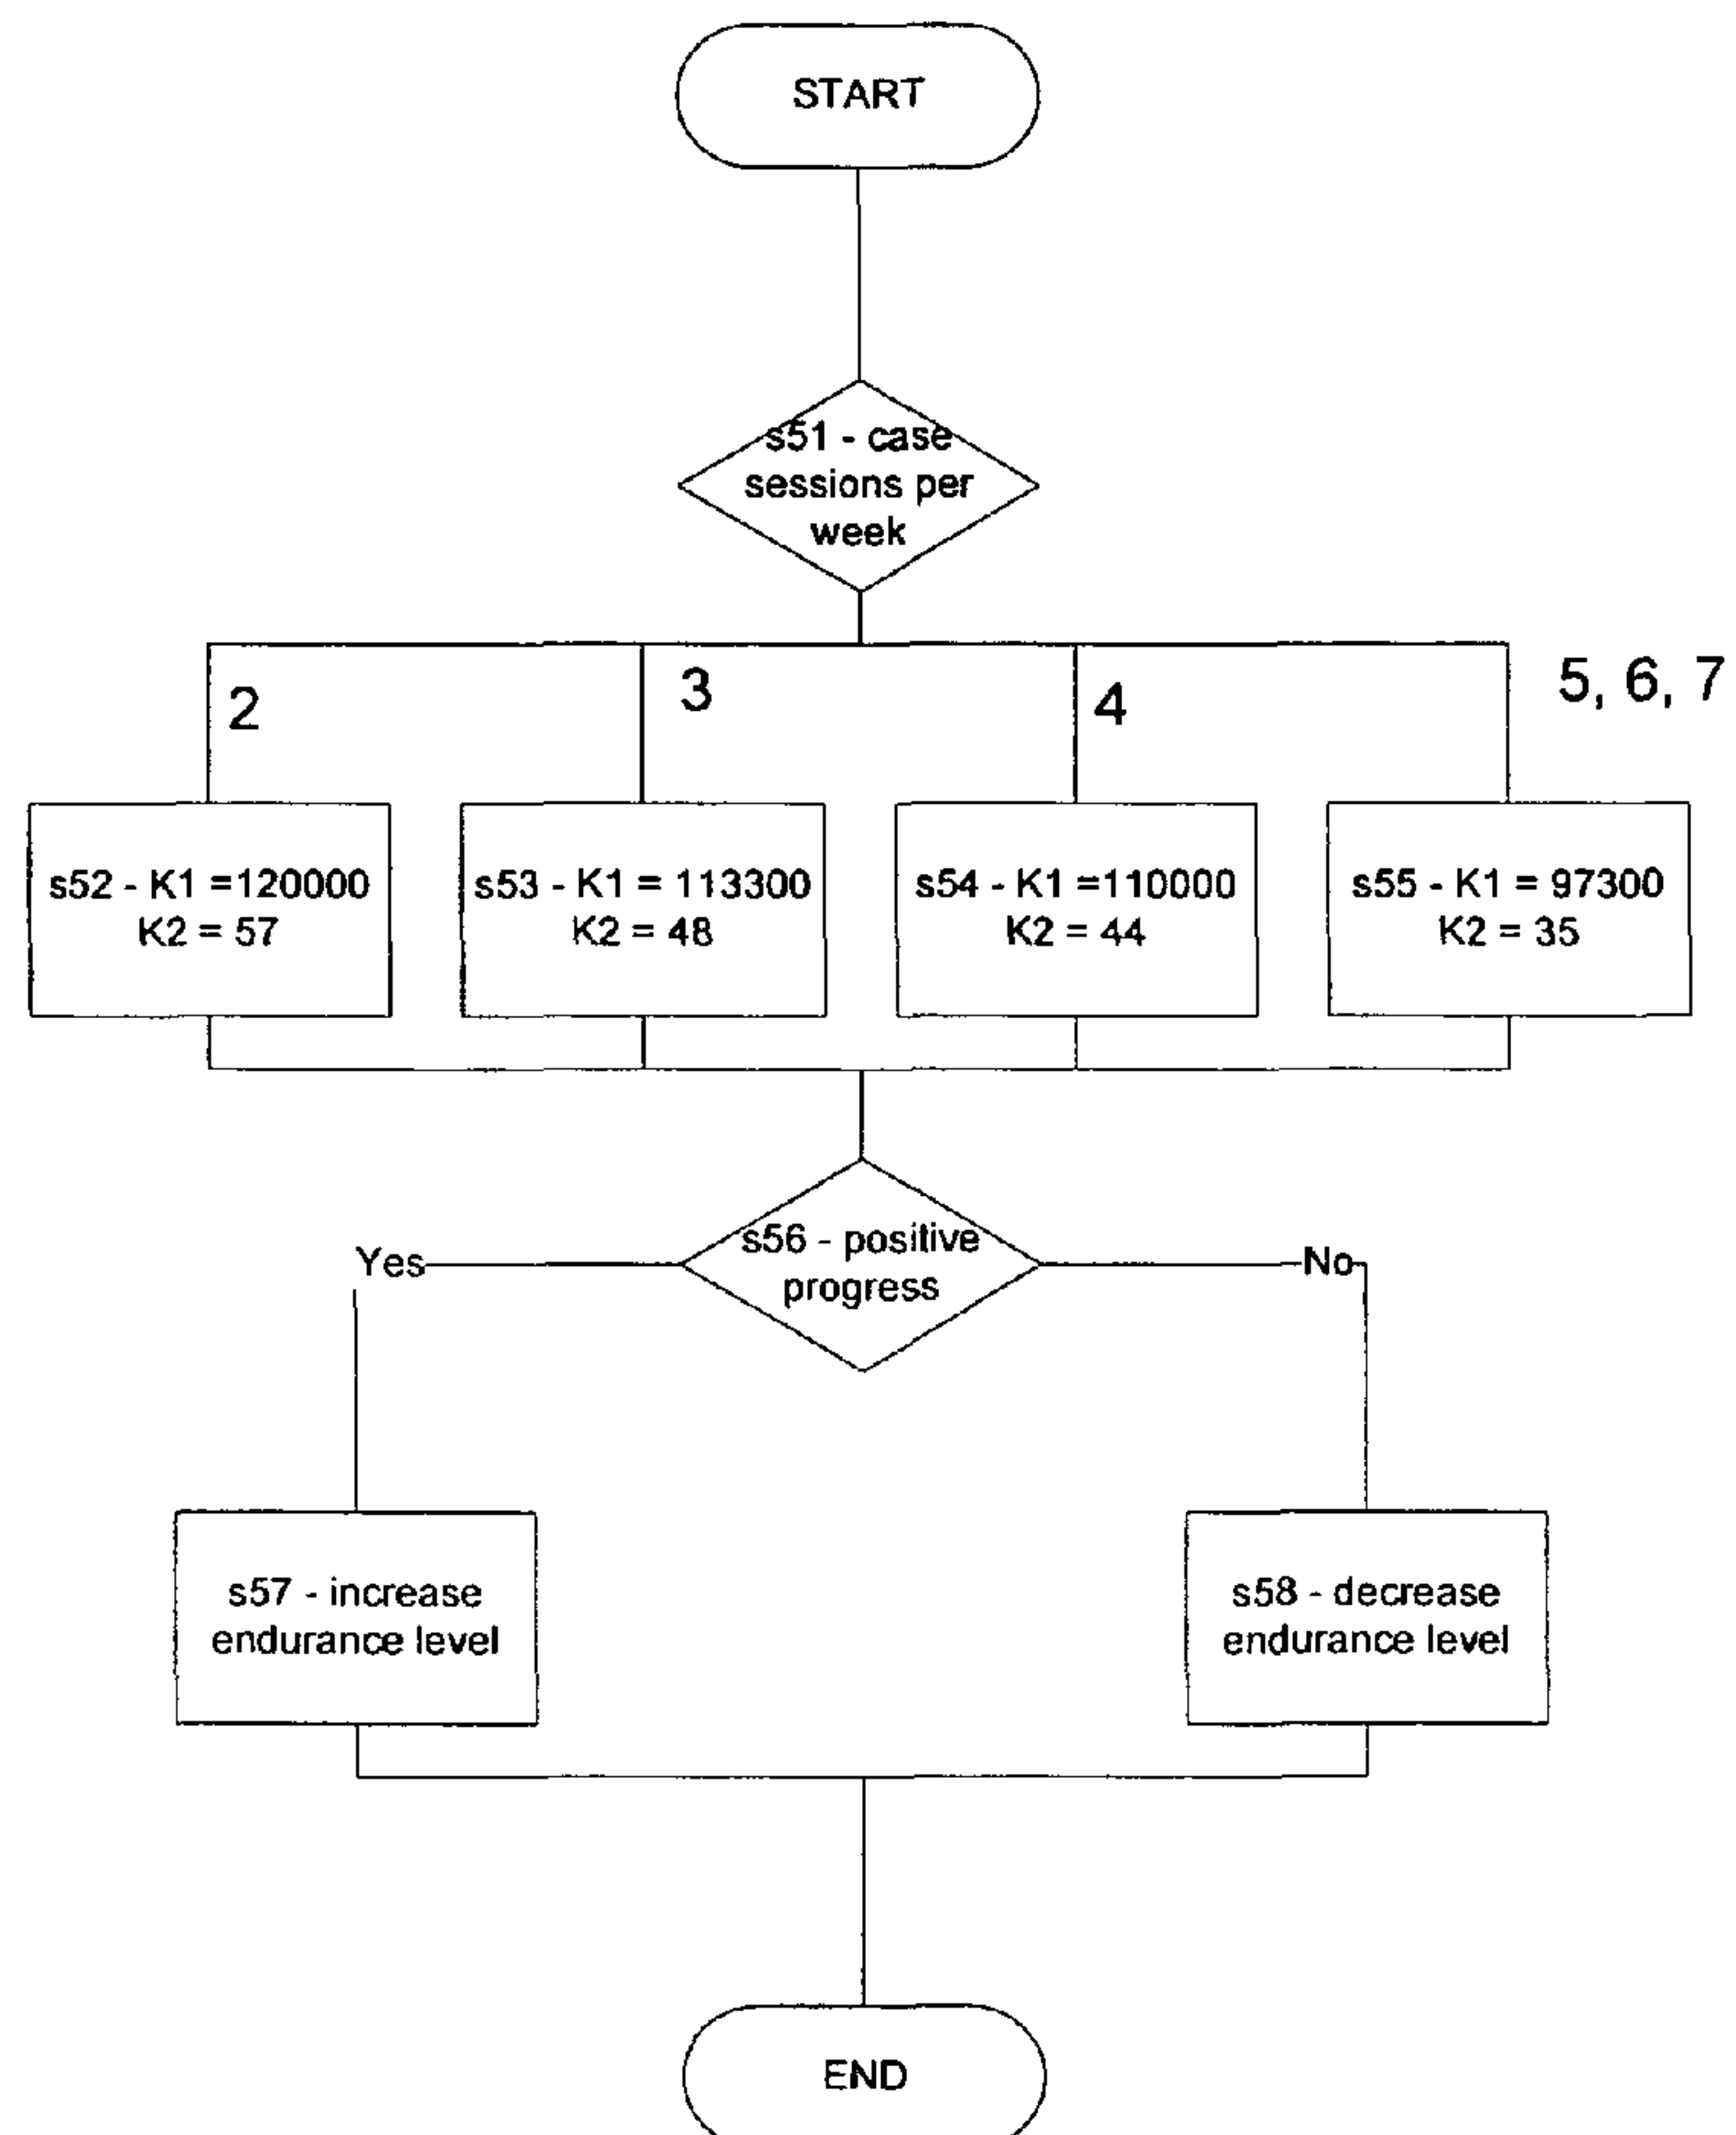 START
s51 - case
sessions per
week
2
3
4
5, 6, 7
s52 - K1 =120000
K2 = 57
s53 - K1 = 113300
K2 = 48
s54 - K1 =110000
K2 = 44
s55 - K1 = 97300
K2 = 35
s56 - positive
progress
Yes
No
s57 - increase
endurance level
s58 - decrease
endurance level
END